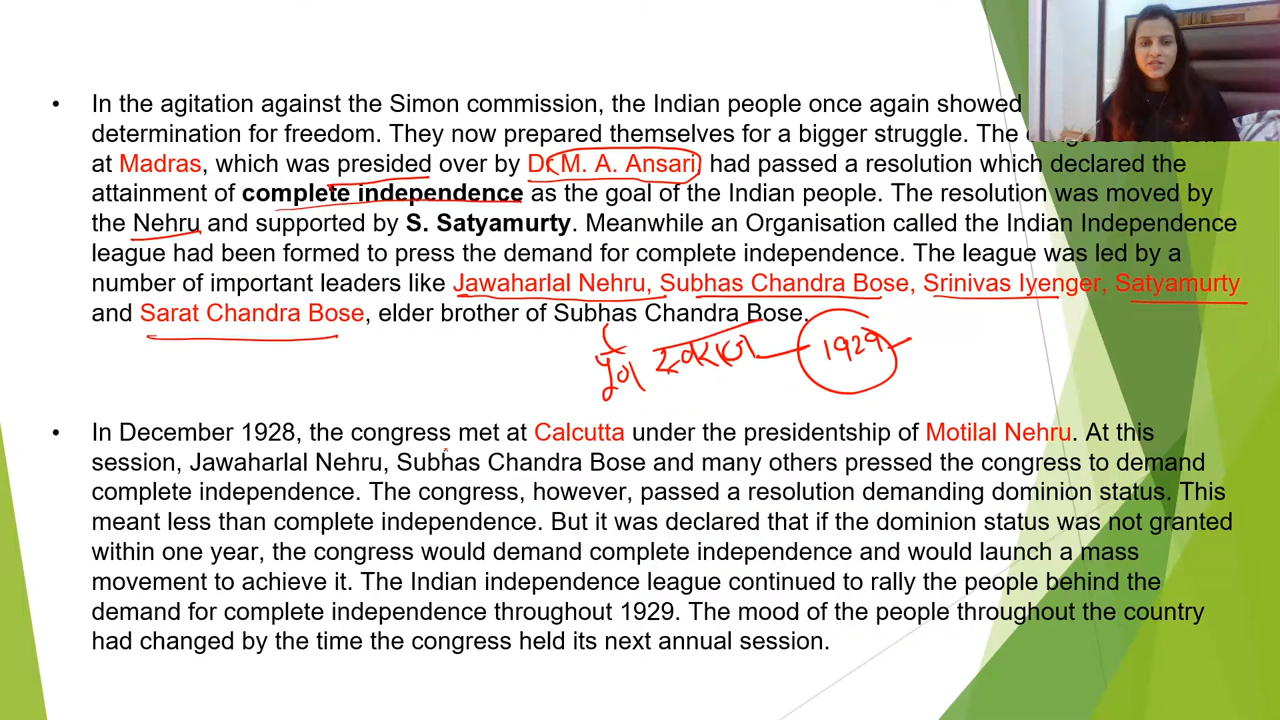 • In the agitation against the Simon commission, the Indian people once again showed
determination for freedom. They now prepared themselves for a bigger struggle. The
at Madras, which was presided over by Dr M. A. Ansari, had passed a resolution which declared the
attainment of complete independence as the goal of the Indian people. The resolution was moved by
the Nehru and supported by S. Satyamurty. Meanwhile an Organisation called the Indian Independence
league had been formed to press the demand for complete independence. The league was led by a
number of important leaders like Jawaharlal Nehru, Subhas Chandra Bose, Srinivas Iyenger, Satyamurty
and Sarat Chandra Bose, elder brother of Subhas Chandra Bose.
1929
• In December 1928, the congress met at Calcutta under the presidentship of Motilal Nehru. At this
session, Jawaharlal Nehru, Subhas Chandra Bose and many others pressed the congress to demand
complete independence. The congress, however, passed a resolution demanding dominion status. This
meant less than complete independence. But it was declared that if the dominion status was not granted
within one year, the congress would demand complete independence and would launch a mass
movement to achieve it. The Indian independence league continued to rally the people behind the
demand for complete independence throughout 1929. The mood of the people throughout the country
had changed by the time the congress held its next annual session.